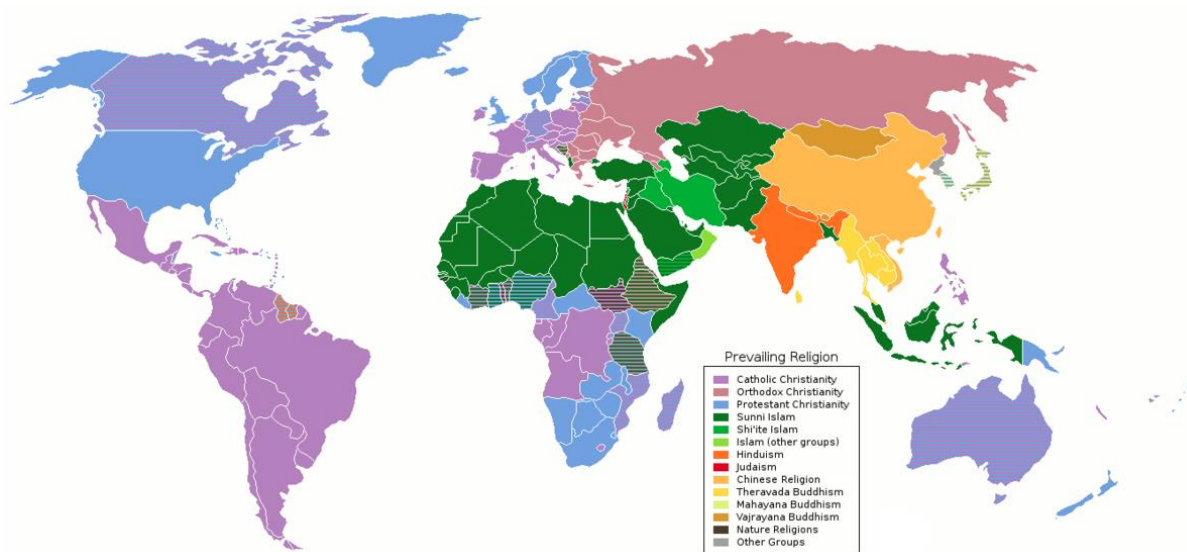 Prevailing Religion
Catholic Christianity
Orthodox Christianity
Protestant Christianity
Sunni Islam
Shi'ite Islam
Islam (other groups)
Hinduism
Judaism
Chinese Religion
Theravada Buddhism
Mahayana Buddhism
Vajrayana Buddhism
Nature Religions
Other Groups